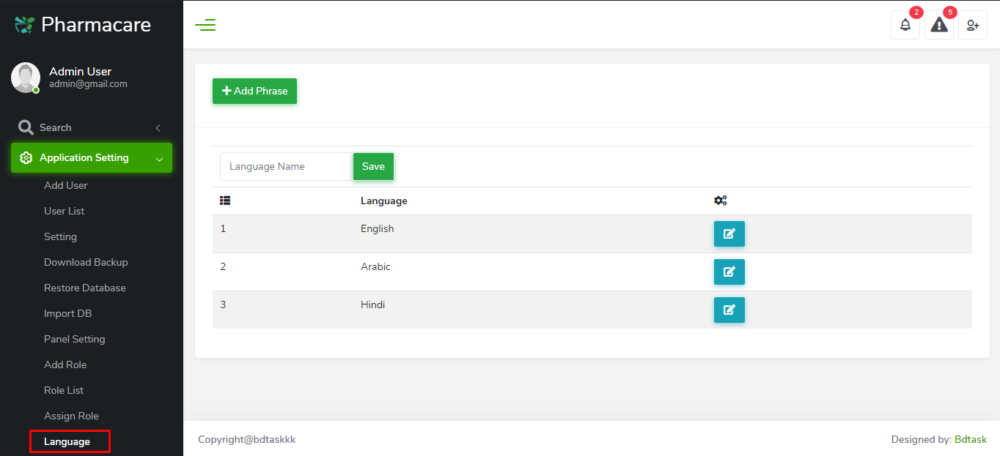 Pharmacare
Admin User
admin@gmail.com
Search
Application Setting
Add User
User List
Setting
Download Backup
Restore Database
Import DB
Panel Setting
Add Role
Role List
Assign Role
Language
2
5
Add Phrase
Language Name Save
Language
1 English
2 Arabic
3 Hindi
Copyright@bdtaskkk
Designed by: Bdtask